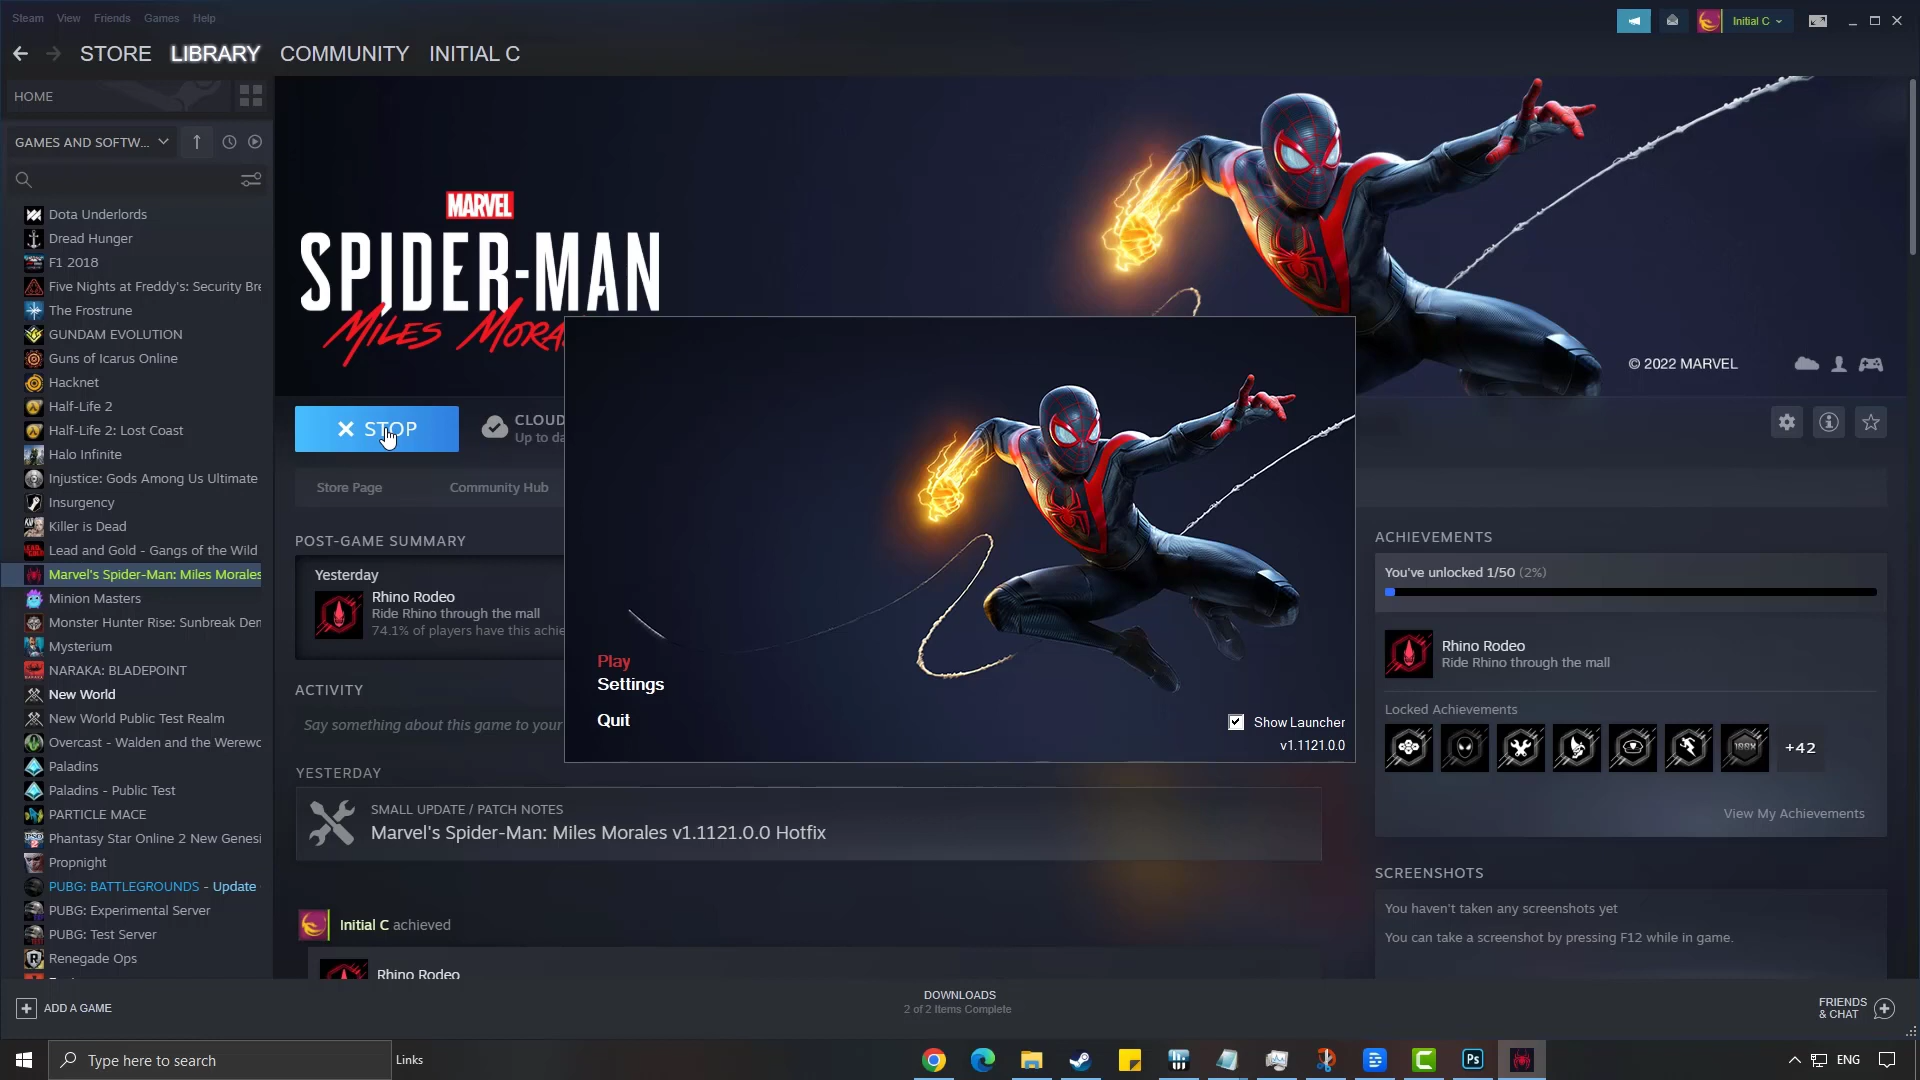 Steam View Friends Games Help
Initial C
STORE LIBRARY COMMUNITY INITIAL C
HOME
GAMES AND SOFTW...
Dota Underlords
Dread Hunger
F1 2018
Five Nights at Freddy's: Security Bre
The Frostrune
GUNDAM EVOLUTION
Guns of Icarus Online
Hacknet
Half-Life 2
Half-Life 2: Lost Coast
Halo Infinite
Injustice: Gods Among Us Ultimate
Insurgency
Killer is Dead
Lead and Gold - Gangs of the Wild
Marvel's Spider-Man: Miles Morales
Minion Masters
Monster Hunter Rise: Sunbreak Den
Mysterium
NARAKA: BLADEPOINT
New World
New World Public Test Realm
Overcast - Walden and the Werewo
Paladins
Paladins - Public Test
PARTICLE MACE
Phantasy Star Online 2 New Genesi
Propnight
PUBG: BATTLEGROUNDS - Update
PUBG: Experimental Server
PUBG: Test Server
Renegade Ops
ADD A GAME
MARVEL
SPIDER-MAN
MILES MORA
© 2022 MARVEL
STOP
CLOUD
Up to da
Store Page
Community Hub
POST-GAME SUMMARY
Yesterday
Rhino Rodeo
Ride Rhino through the mall
74.1% of players have this achie
ACTIVITY
Say something about this game to your
Play
Settings
Quit
Show Launcher
v1.1121.0.0
YESTERDAY
SMALL UPDATE / PATCH NOTES
Marvel's Spider-Man: Miles Morales v1.1121.0.0 Hotfix
Initial C achieved
Rhino Rodeo
ACHIEVEMENTS
You've unlocked 1/50 (2%)
Rhino Rodeo
Ride Rhino through the mall
Locked Achievements
100%
+42
View My Achievements
SCREENSHOTS
You haven't taken any screenshots yet
You can take a screenshot by pressing F12 while in game.
DOWNLOADS
2 of 2 Items Complete
FRIENDS
& CHAT
Type here to search
Links
Ps
ENG